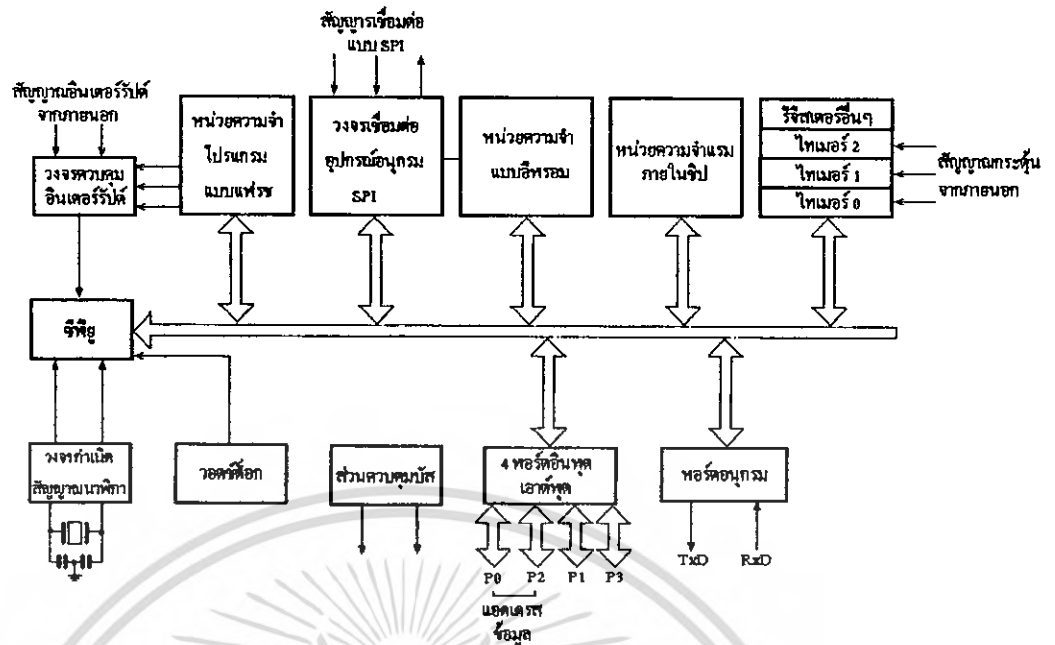 สัญญารเชื่อมต่อ
แบบ SPI
สัญญาณอินเตอร์รัปต์
จากภายนอก
วงจรควบคุม
อินเตอร์รัปต์
หน่วยความจำ
โปรแกรม
แบบแฟรช
วงจรเชื่อมต่อ
อุปกรณ์อนุกรม
SPI
หน่วยความจำ
แบบอีพรอม
หน่วยความจำแรม
ภายในชิป
รีจีสเตอร์อื่นๆ
ไทเมอร์ 2
ไทเมอร์ 1
ไทเมอร์ 0
สัญญาณกระตุ้น
จากภายนอก
ซีพียู
วงจรกำเนิด
สัญญาณนาฬิกา
วอตช์ด็อก
ส่วนควบคุมบัส
4 พอร์ตอินพุต
เอาต์พุต
พอร์ตอนุกรม
P0 P2 P1 P3
TxD RxD
แอดเดรส
ข้อมูล